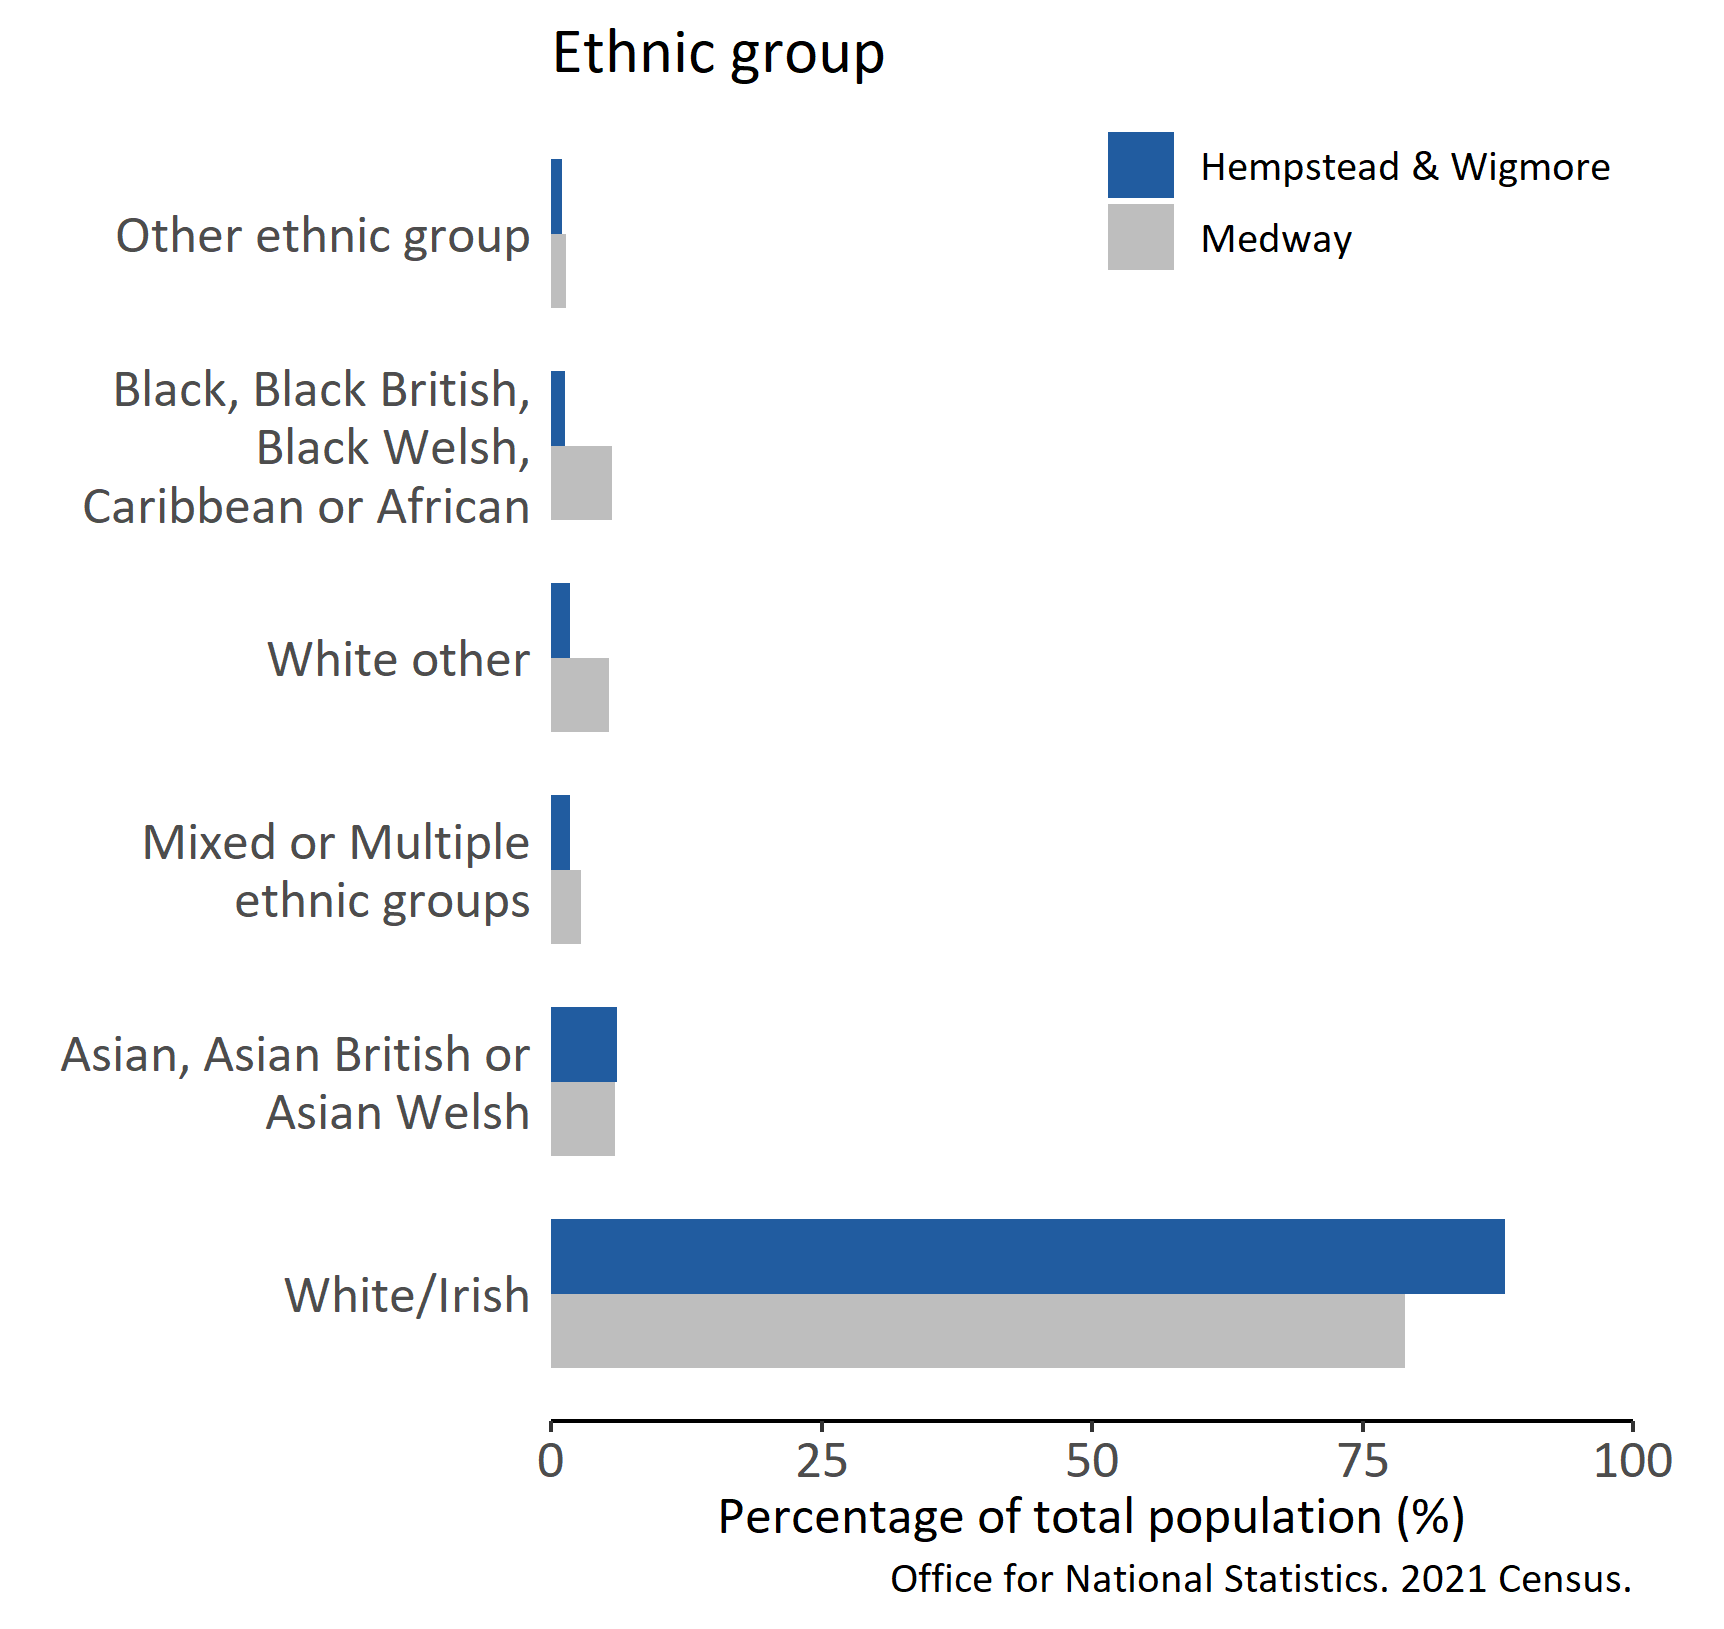 Ethnic group
Hempstead & Wigmore
Medway
Other ethnic group
Black, Black British,
Black Welsh,
Caribbean or African
White other
Mixed or Multiple
ethnic groups
Asian, Asian British or
Asian Welsh
White/Irish
0 25 50 75 100
Percentage of total population (%)
Office for National Statistics. 2021 Census.